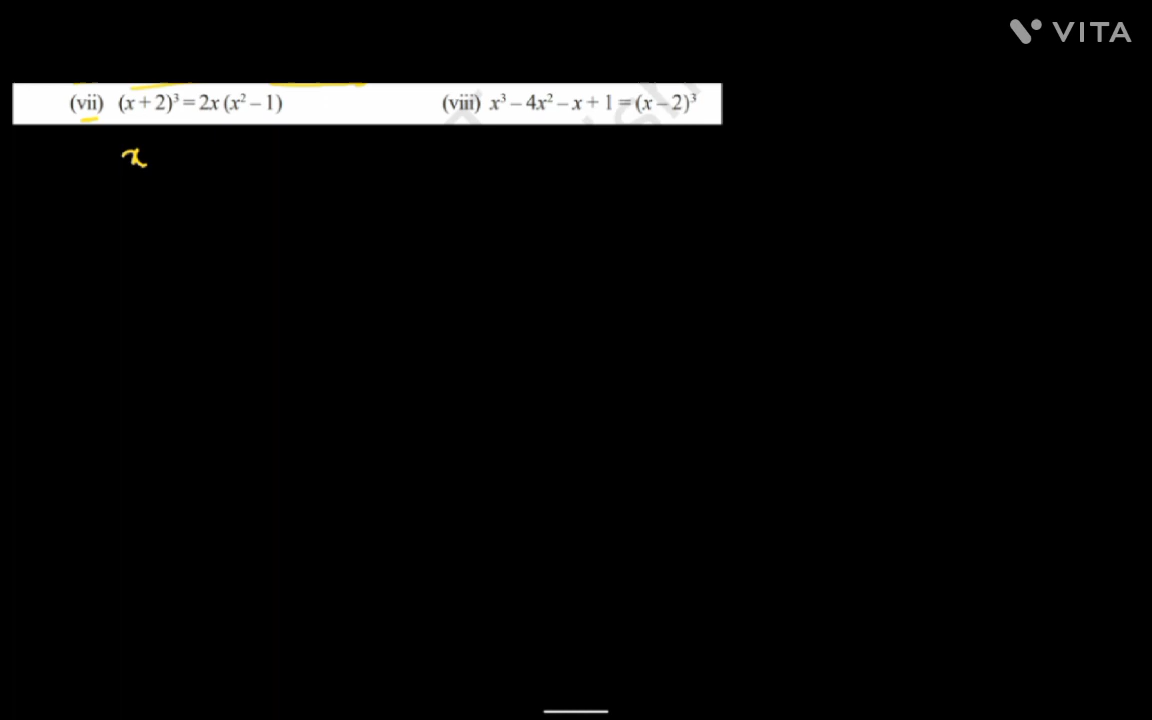 VITA
(vii) (x + 2)³ = 2x (x² – 1) (viii) x³ – 4x² – x + 1 = (x – 2)³
x